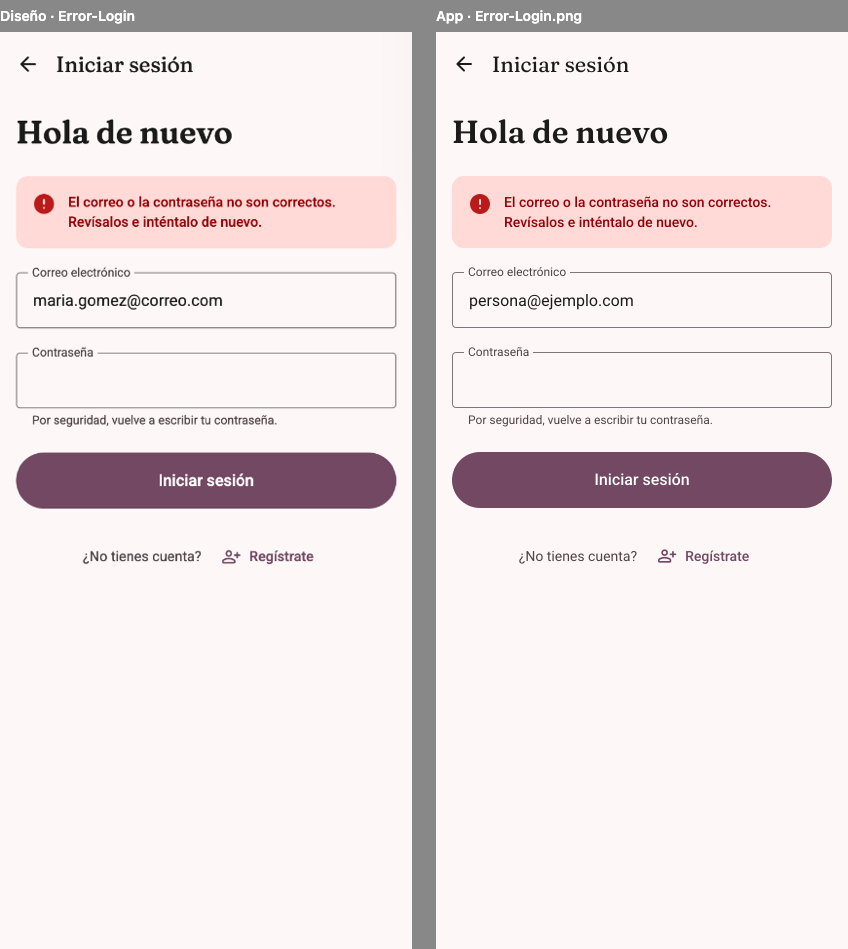 Diseño · Error-Login
Iniciar sesión
Hola de nuevo
El correo o la contraseña no son correctos.
Revísalos e inténtalo de nuevo.
Correo electrónico
maria.gomez@correo.com
Contraseña
Por seguridad, vuelve a escribir tu contraseña.
Iniciar sesión
¿No tienes cuenta? Regístrate
App · Error-Login.png
Iniciar sesión
Hola de nuevo
El correo o la contraseña no son correctos.
Revísalos e inténtalo de nuevo.
Correo electrónico
persona@ejemplo.com
Contraseña
Por seguridad, vuelve a escribir tu contraseña.
Iniciar sesión
¿No tienes cuenta? Regístrate